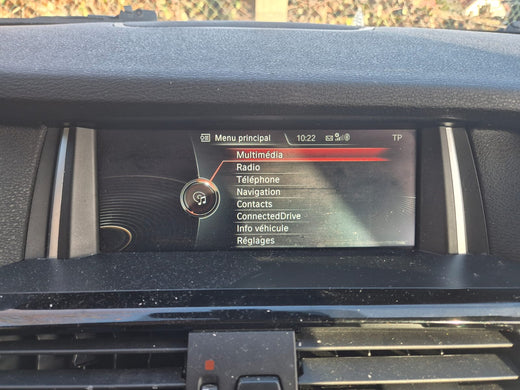 Menu principal 10:22 TP
Multimédia
Radio
Téléphone
Navigation
Contacts
ConnectedDrive
Info véhicule
Réglages